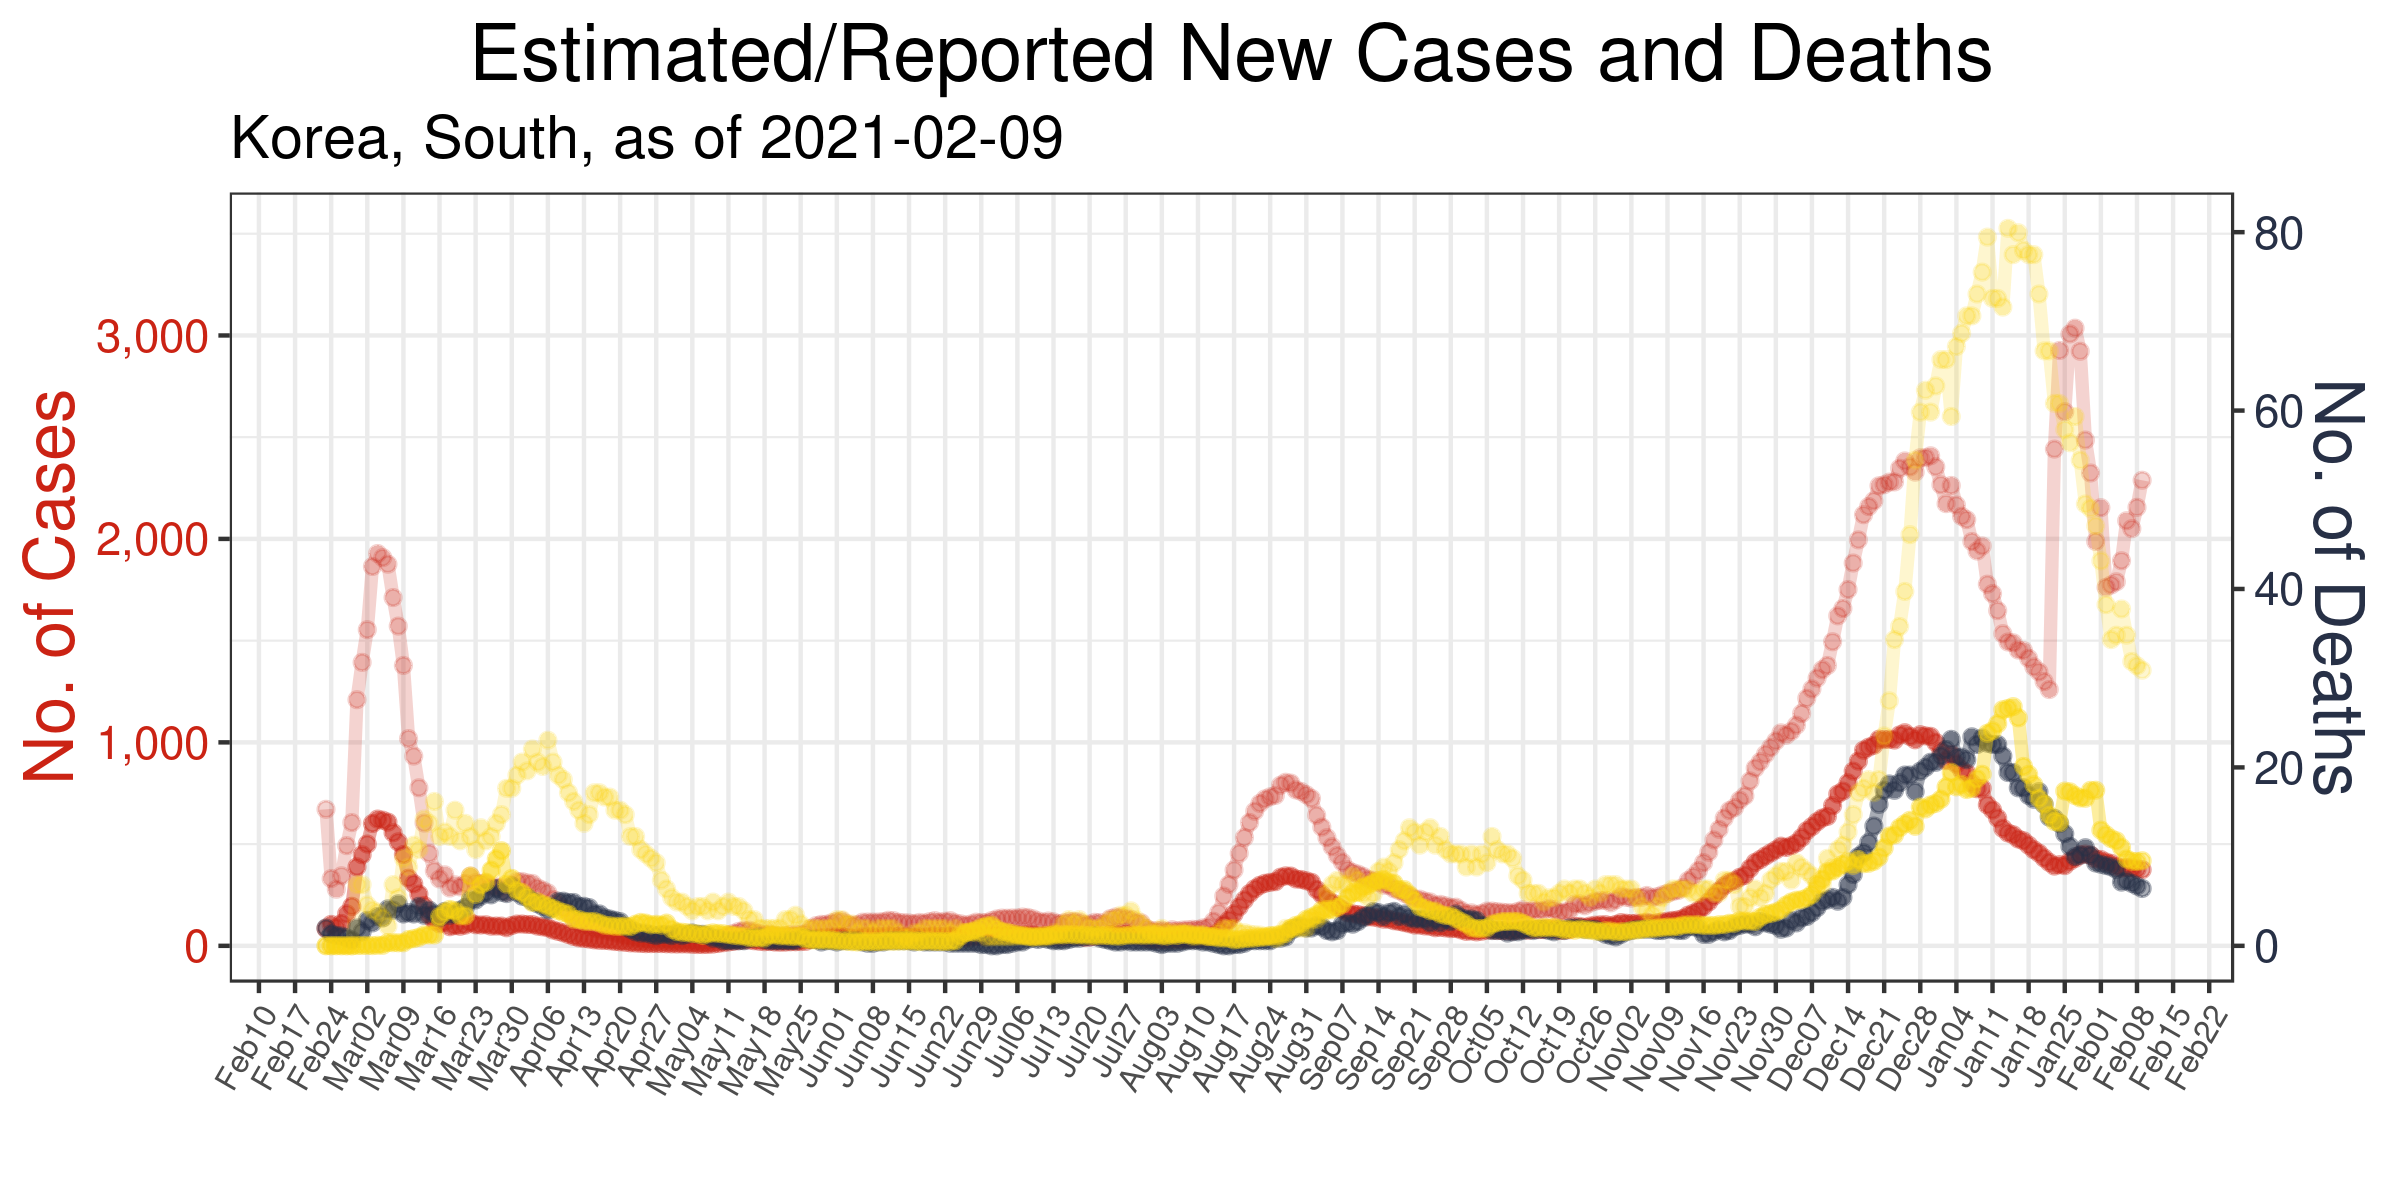 Estimated/Reported New Cases and Deaths
Korea, South, as of 2021-02-09
No. of Cases
3,000
2,000
1,000
0
80
60
40
20
0
No. of Deaths
Feb10 Feb17 Feb24 Mar02 Mar09 Mar16 Mar23 Mar30 Apr06 Apr13 Apr20 Apr27 May04 May11 May18 May25 Jun01 Jun08 Jun15 Jun22 Jun29 Jul06 Jul13 Jul20 Jul27 Aug03 Aug10 Aug17 Aug24 Aug31 Sep07 Sep14 Sep21 Sep28 Oct05 Oct12 Oct19 Oct26 Nov02 Nov09 Nov16 Nov23 Nov30 Dec07 Dec14 Dec21 Dec28 Jan04 Jan11 Jan18 Jan25 Feb01 Feb08 Feb15 Feb22